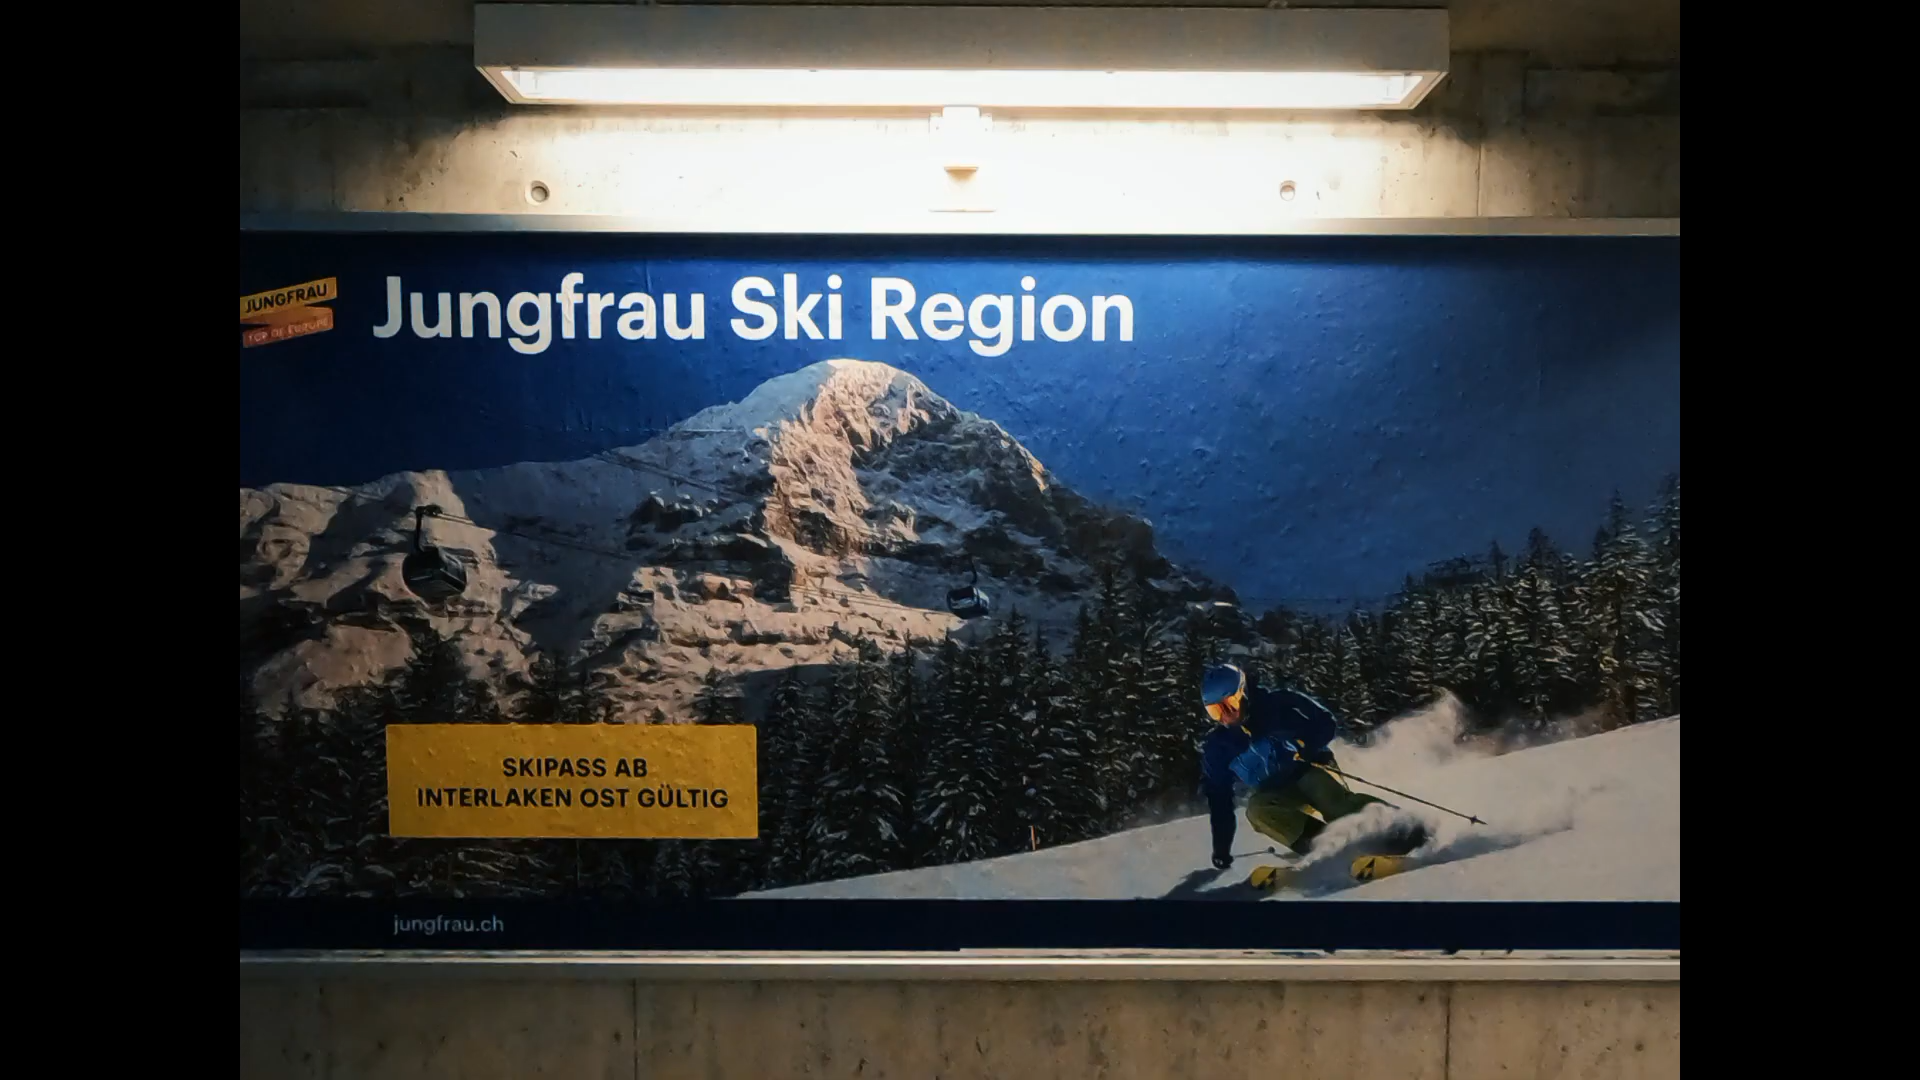 JUNGFRAU
TOP OF EUROPE
Jungfrau Ski Region
SKIPASS AB
INTERLAKEN OST GÜLTIG
jungfrau.ch